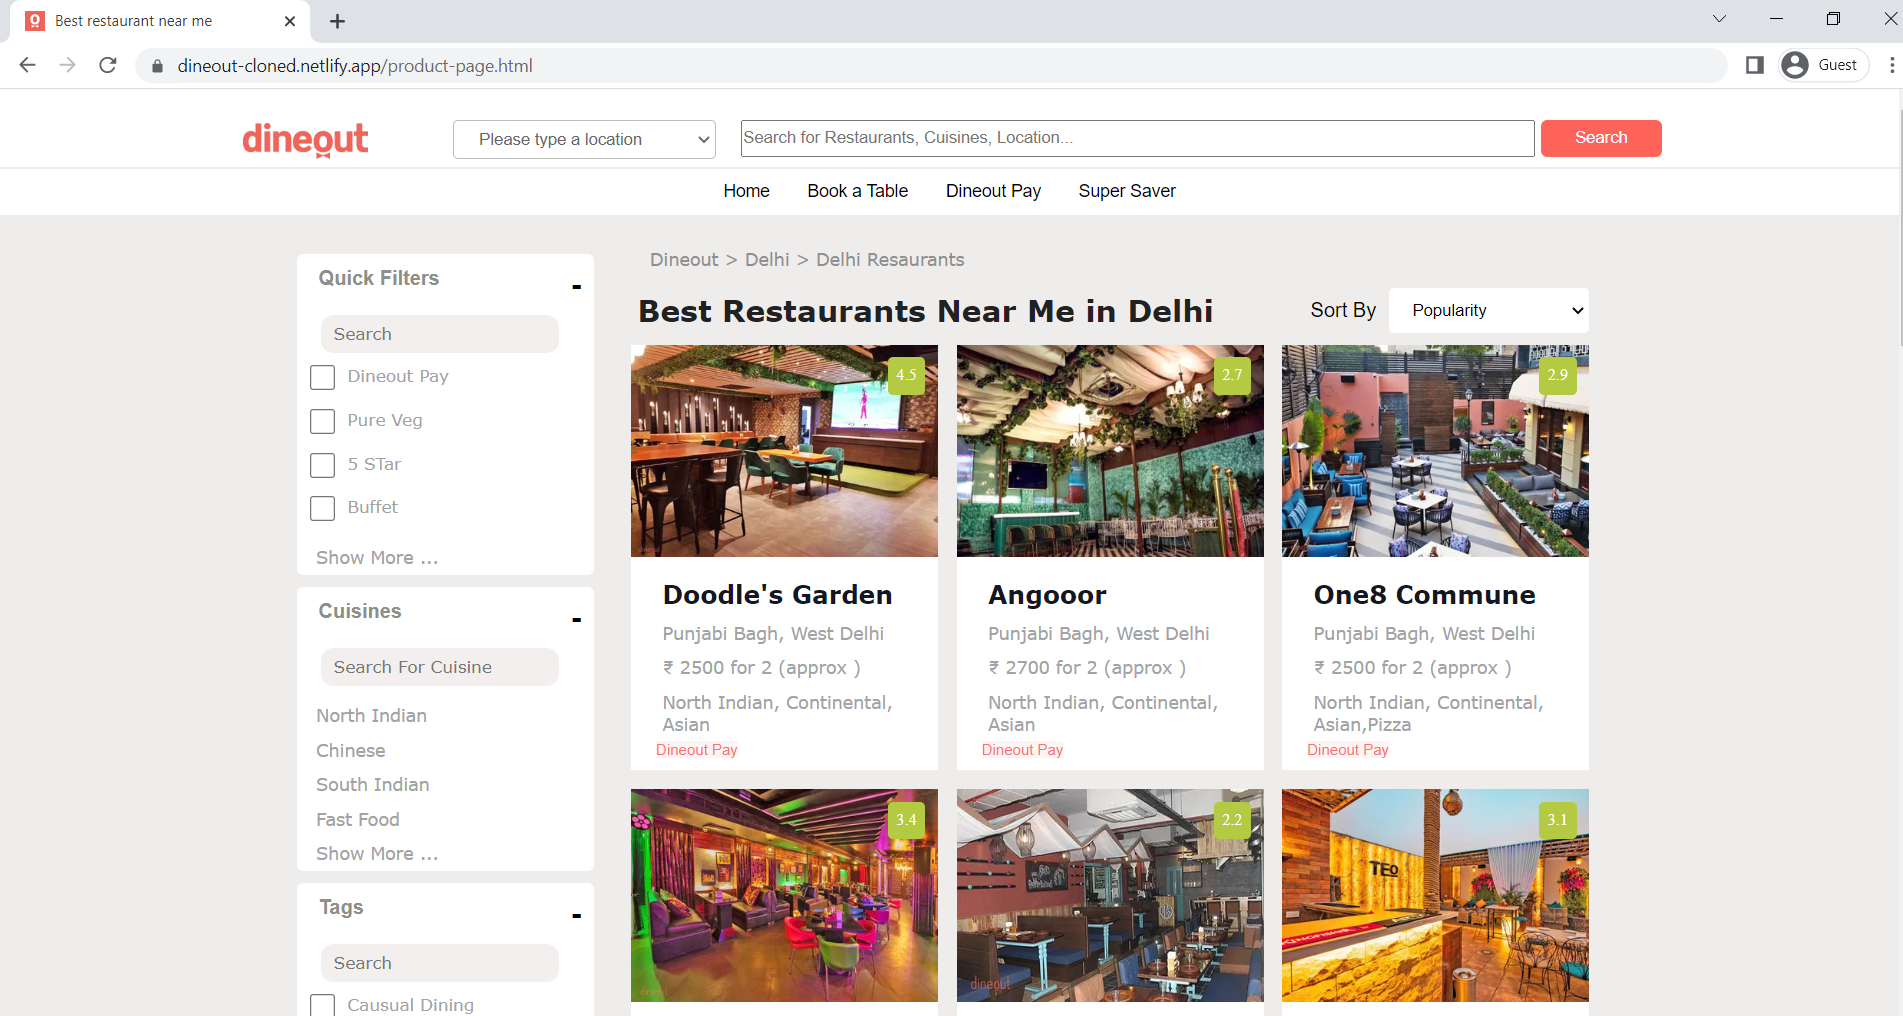 Best restaurant near me
dineout-cloned.netlify.app/product-page.html
Guest
dineout
Please type a location
Search for Restaurants, Cuisines, Location...
Search
Home
Book a Table
Dineout Pay
Super Saver
Quick Filters
-
Search
Dineout Pay
Pure Veg
5 STar
Buffet
Show More ...
Cuisines
-
Search For Cuisine
North Indian
Chinese
South Indian
Fast Food
Show More ...
Tags
-
Search
Causual Dining
Dineout > Delhi > Delhi Resaurants
Best Restaurants Near Me in Delhi
Sort By
Popularity
4.5
Doodle's Garden
Punjabi Bagh, West Delhi
₹ 2500 for 2 (approx )
North Indian, Continental,
Asian
Dineout Pay
2.7
Angooor
Punjabi Bagh, West Delhi
₹ 2700 for 2 (approx )
North Indian, Continental,
Asian
Dineout Pay
2.9
One8 Commune
Punjabi Bagh, West Delhi
₹ 2500 for 2 (approx )
North Indian, Continental,
Asian,Pizza
Dineout Pay
3.4
2.2
dineout
3.1
TEO